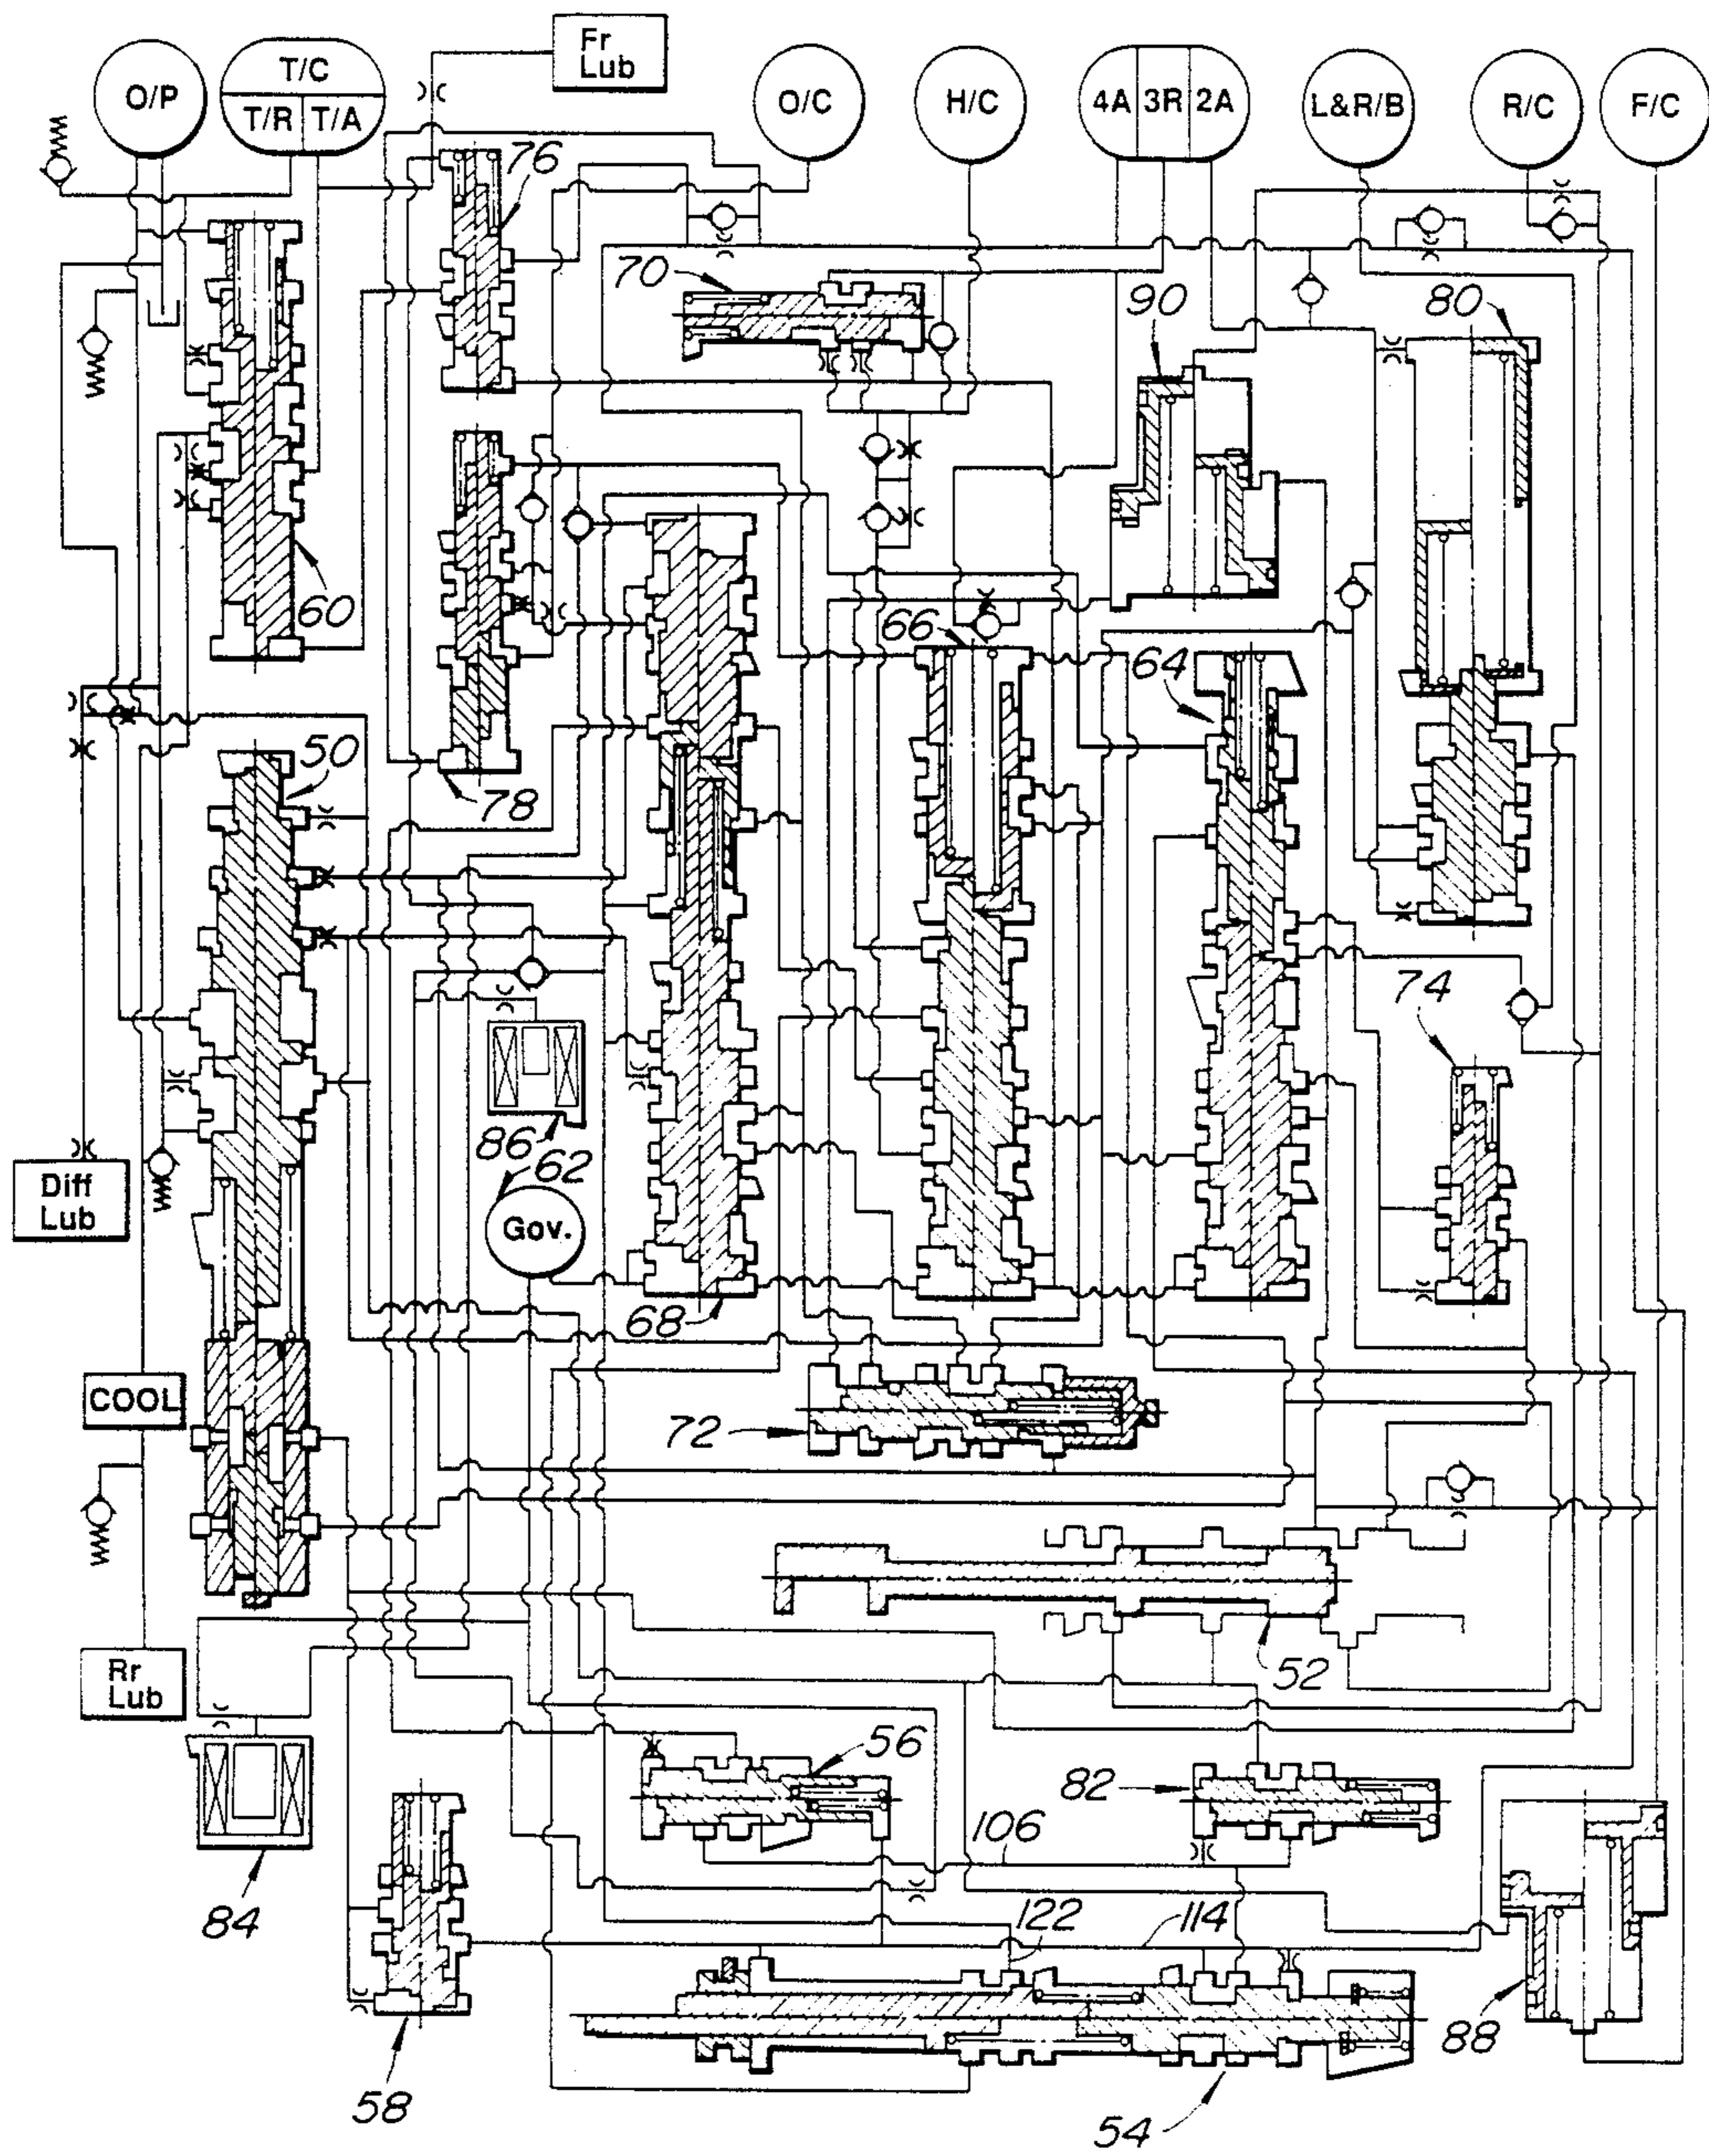 Fr
Lub
O/P
T/C
T/R T/A
O/C
H/C
4A 3R 2A
L&R/B
R/C
F/C
76
70
90
80
60
66
64
50
78
74
86
62
Gov.
Diff
Lub
68
COOL
72
52
Rr
Lub
56
82
106
84
122
114
88
58
54